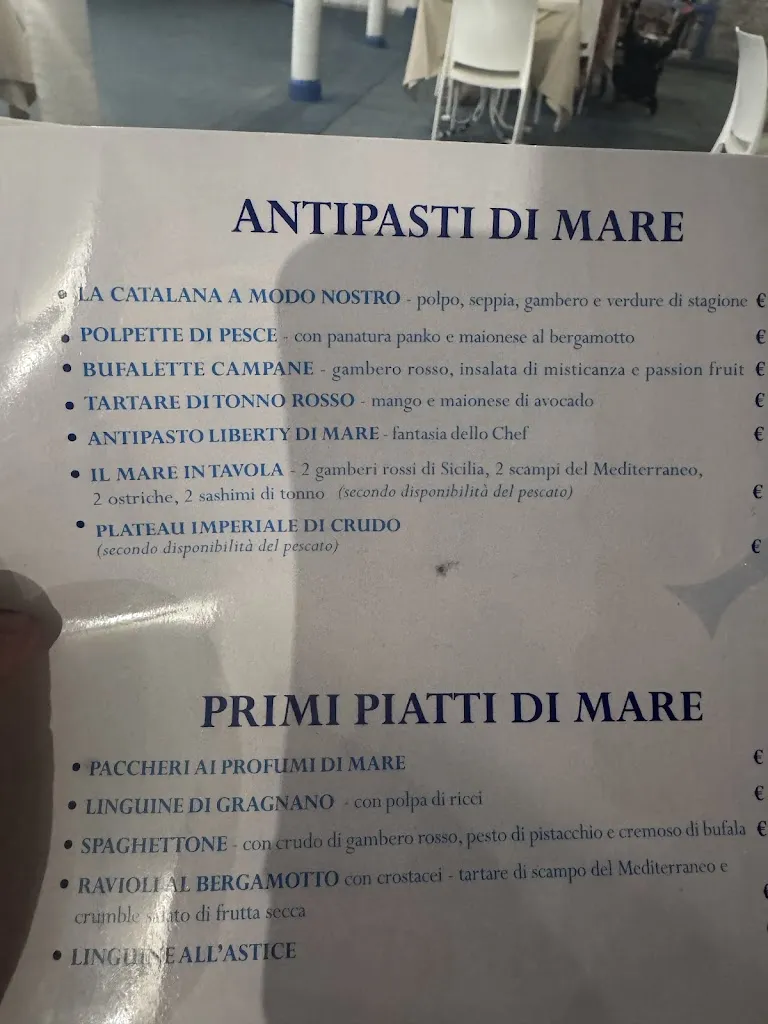 ANTIPASTI DI MARE
• LA CATALANA A MODO NOSTRO - polpo, seppia, gambero e verdure di stagione €
• POLPETTE DI PESCE - con panatura panko e maionese al bergamotto €
• BUFALETTE CAMPANE - gambero rosso, insalata di misticanza e passion fruit €
• TARTARE DI TONNO ROSSO - mango e maionese di avocado €
• ANTIPASTO LIBERTY DI MARE - fantasia dello Chef €
• IL MARE IN TAVOLA - 2 gamberi rossi di Sicilia, 2 scampi del Mediterraneo,
2 ostriche, 2 sashimi di tonno (secondo disponibilità del pescato) €
• PLATEAU IMPERIALE DI CRUDO
(secondo disponibilità del pescato) €
PRIMI PIATTI DI MARE
• PACCHERI AI PROFUMI DI MARE €
• LINGUINE DI GRAGNANO - con polpa di ricci €
• SPAGHETTONE - con crudo di gambero rosso, pesto di pistacchio e cremoso di bufala €
• RAVIOLI AL BERGAMOTTO con crostacei - tartare di scampo del Mediterraneo e
crumble salato di frutta secca €
• LINGUINE ALL'ASTICE